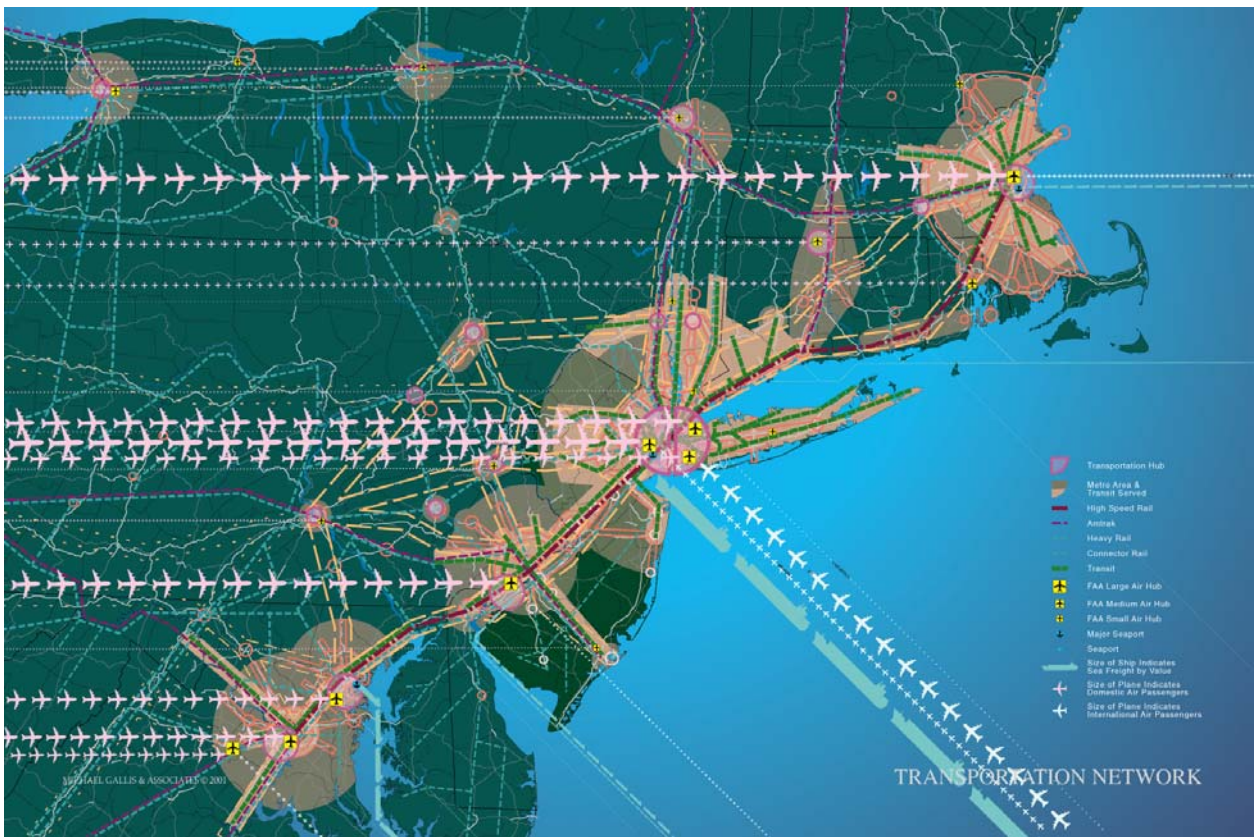 Transportation Hub
Metro Area &
Transit Served
High Speed Rail
Amtrak
Heavy Rail
Connector Rail
Transit
FAA Large Air Hub
FAA Medium Air Hub
FAA Small Air Hub
Major Seaport
Seaport
Size of Ship Indicates
Sea Freight by Value
Size of Plane Indicates
Domestic Air Passengers
Size of Plane Indicates
International Air Passengers
MICHAEL GALLIS & ASSOCIATES © 2001
TRANSPORTATION NETWORK